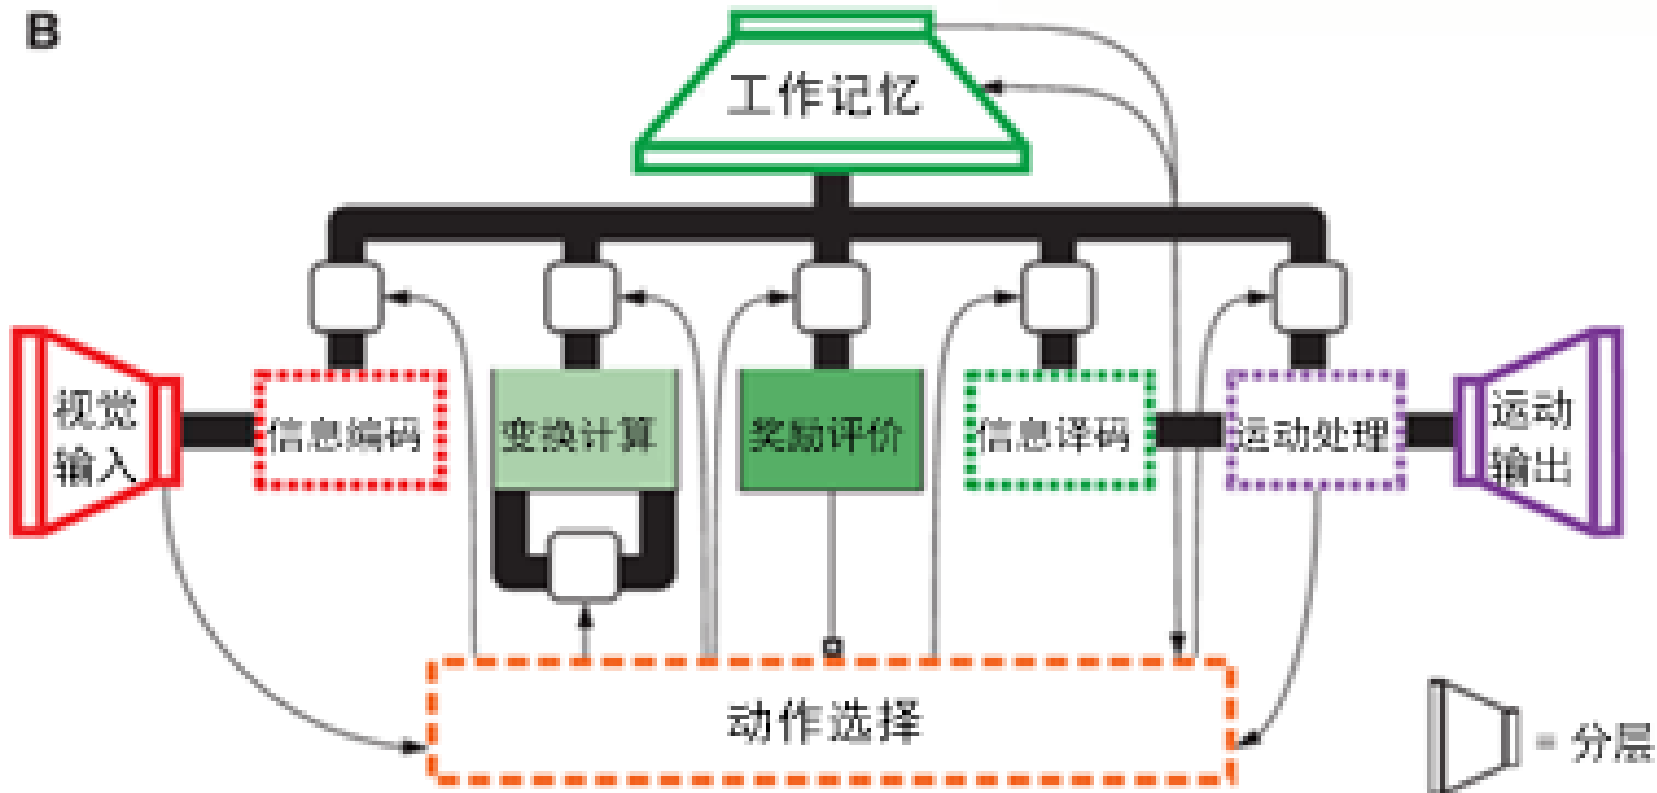 B
工作记忆
视觉
输入
信息编码
变换计算
奖励评价
信息译码
运动处理
运动
输出
动作选择
= 分层